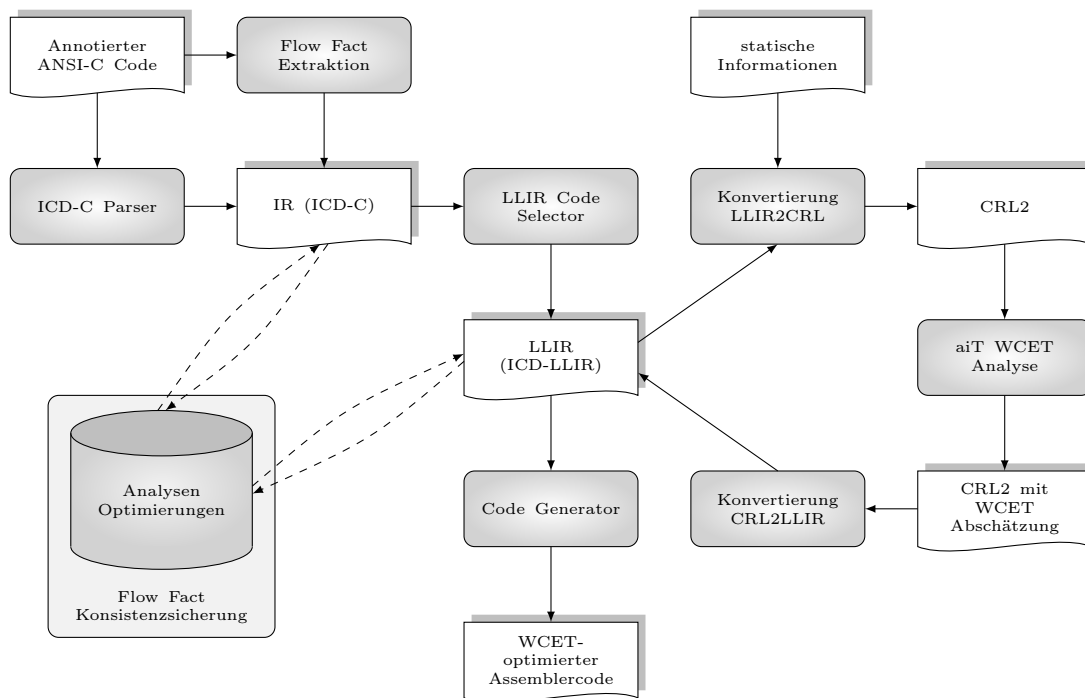 Annotierter
ANSI-C Code
Flow Fact
Extraktion
statische
Informationen
ICD-C Parser
IR (ICD-C)
LLIR Code
Selector
Konvertierung
LLIR2CRL
CRL2
LLIR
(ICD-LLIR)
aiT WCET
Analyse
Analysen
Optimierungen
Code Generator
Konvertierung
CRL2LLIR
CRL2 mit
WCET
Abschätzung
Flow Fact
Konsistenzsicherung
WCET-
optimierter
Assemblercode